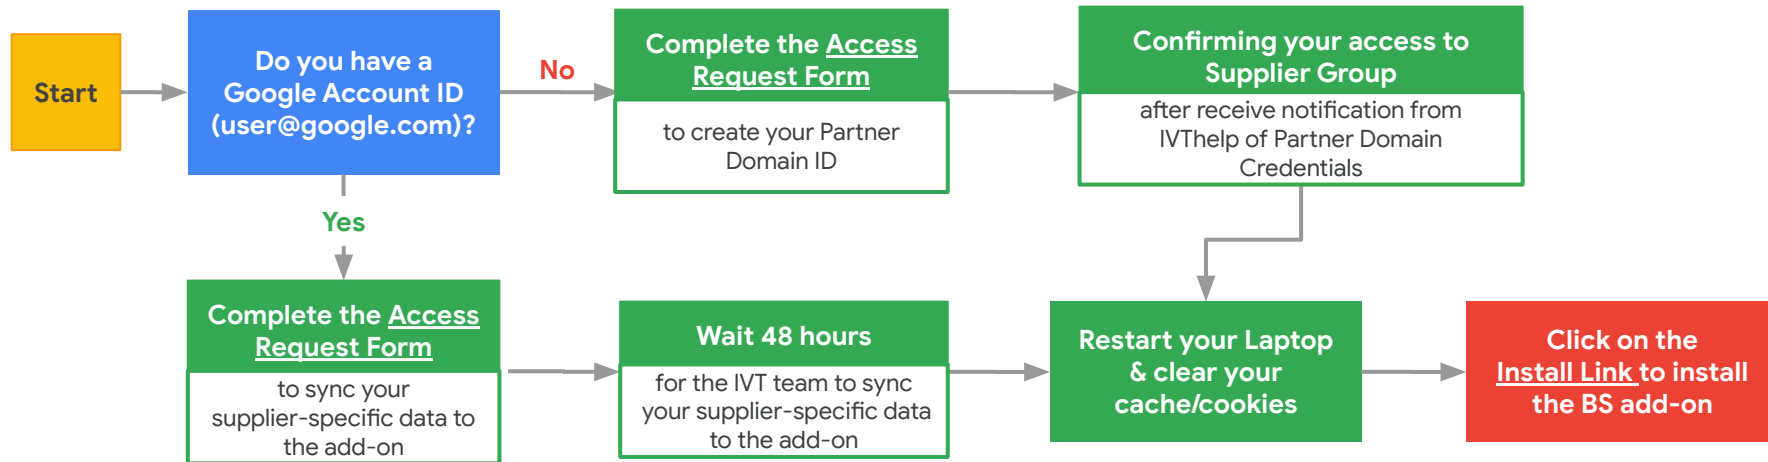 Start
Do you have a
Google Account ID
(user@google.com)?
No
Complete the Access
Request Form
to create your Partner
Domain ID
Confirming your access to
Supplier Group
after receive notification from
IVThelp of Partner Domain
Credentials
Yes
Complete the Access
Request Form
to sync your
supplier-specific data to
the add-on
Wait 48 hours
for the IVT team to sync
your supplier-specific data
to the add-on
Restart your Laptop
& clear your
cache/cookies
Click on the
Install Link to install
the BS add-on